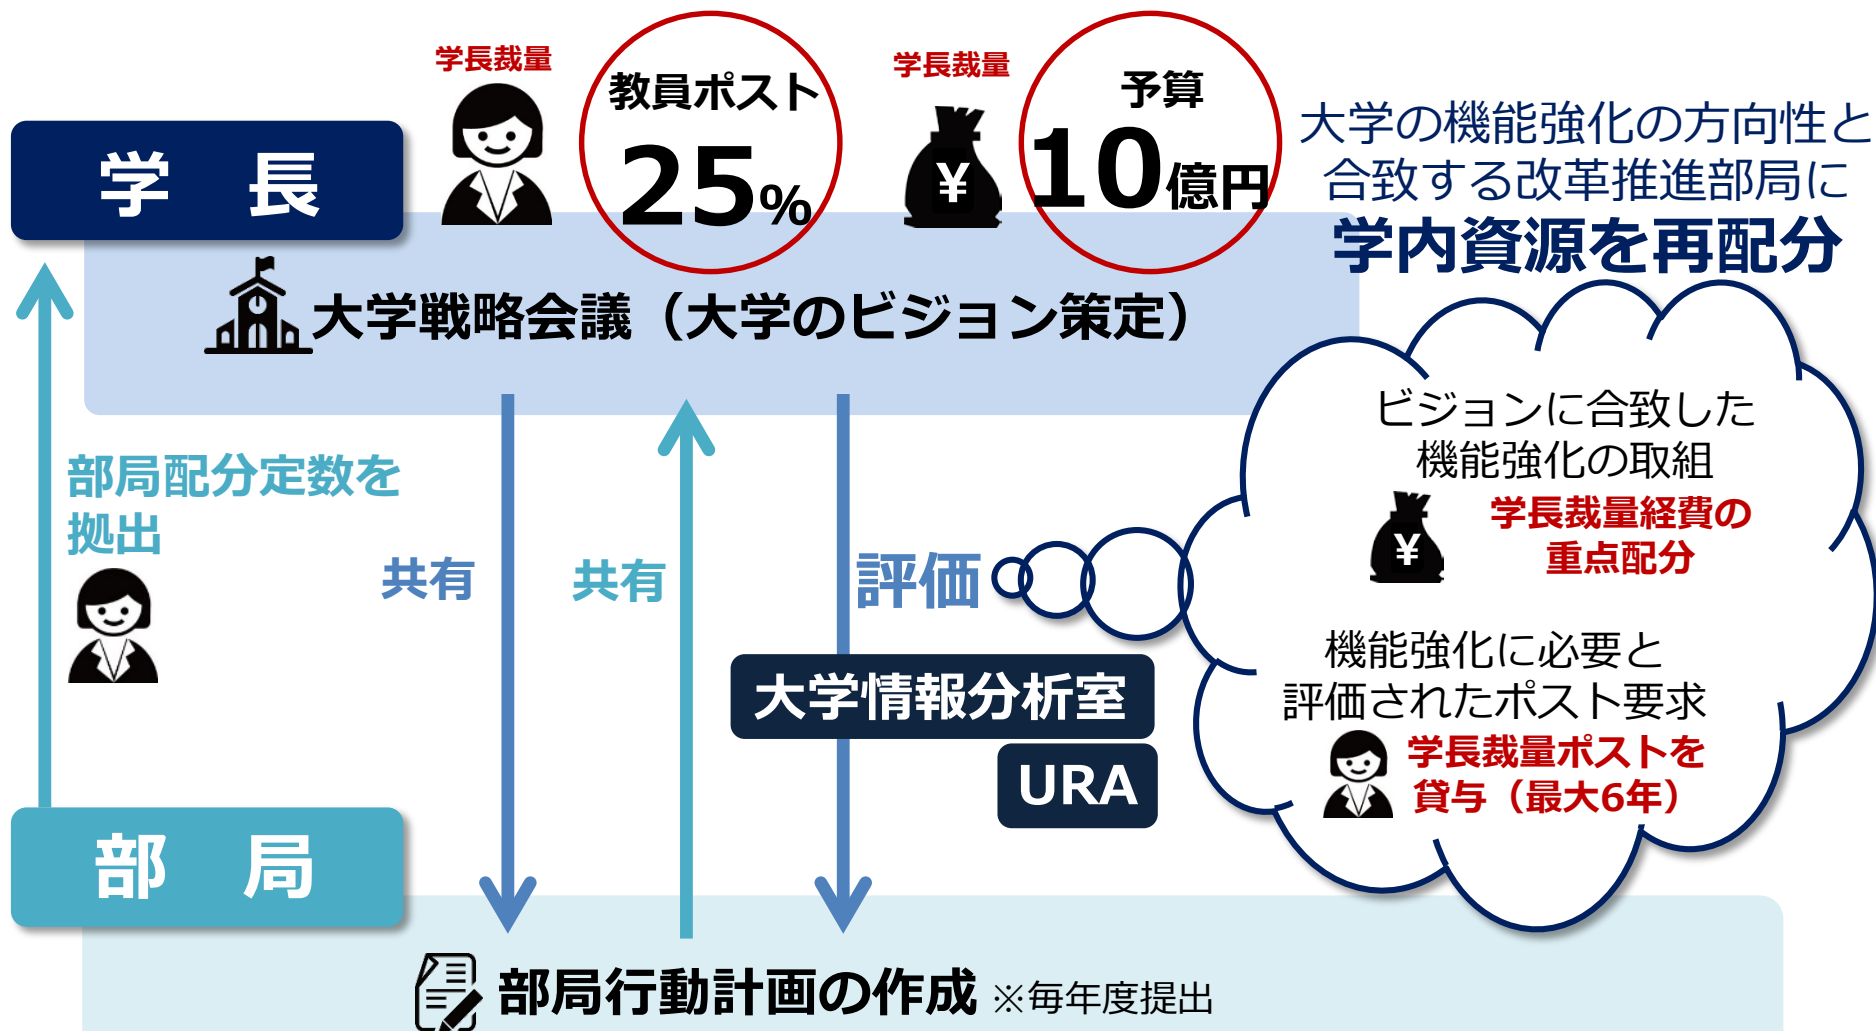 学長裁量
教員ポスト
25%
学長裁量
予算
10億円
¥
大学の機能強化の方向性と
合致する改革推進部局に
学内資源を再配分
学　長
大学戦略会議（大学のビジョン策定）
部局配分定数を
拠出
共有
共有
評価
大学情報分析室
URA
ビジョンに合致した
機能強化の取組
¥
学長裁量経費の
重点配分
機能強化に必要と
評価されたポスト要求
学長裁量ポストを
貸与（最大6年）
部　局
部局行動計画の作成 ※毎年度提出